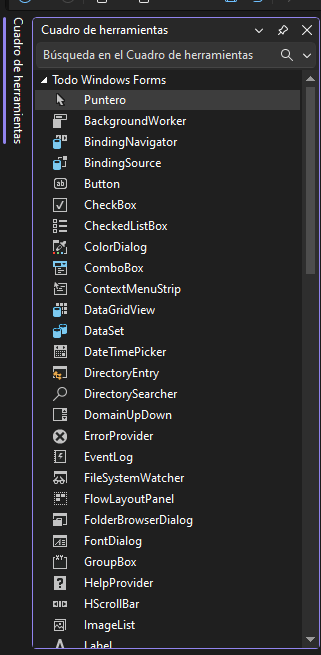 Cuadro de herramientas
Cuadro de herramientas
Búsqueda en el Cuadro de herramientas
Todo Windows Forms
Puntero
BackgroundWorker
BindingNavigator
BindingSource
Button
CheckBox
CheckedListBox
ColorDialog
ComboBox
ContextMenuStrip
DataGridView
DataSet
DateTimePicker
DirectoryEntry
DirectorySearcher
DomainUpDown
ErrorProvider
EventLog
FileSystemWatcher
FlowLayoutPanel
FolderBrowserDialog
FontDialog
GroupBox
HelpProvider
HScrollBar
ImageList
Label